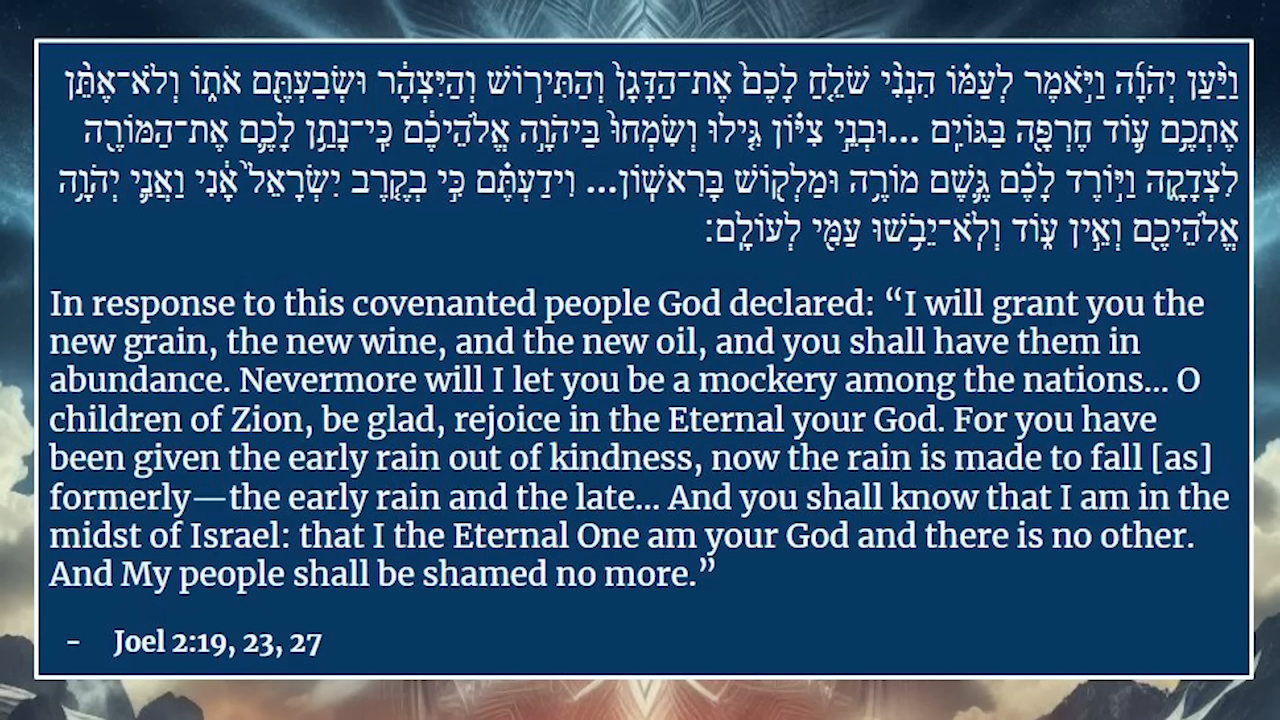 וַיַּ֨עַן יְהֹוָ֜ה וַיֹּ֣אמֶר לְעַמּ֗וֹ הִנְנִ֨י שֹׁלֵ֤חַ לָכֶם֙ אֶת־הַדָּגָן֙ וְהַתִּיר֣וֹשׁ וְהַיִּצְהָ֔ר וּשְׂבַעְתֶּ֖ם אֹת֑וֹ וְלֹא־אֶתֵּ֨ן
אֶתְכֶ֥ם ע֛וֹד חֶרְפָּ֖ה בַּגּוֹיִֽם ...וּבְנֵ֣י צִיּ֗וֹן גִּ֤ילוּ וְשִׂמְחוּ֙ בַּיהֹוָ֣ה אֱלֹֽהֵיכֶ֔ם כִּֽי־נָתַ֥ן לָכֶ֛ם אֶת־הַמּוֹרֶ֖ה
לִצְדָקָ֑ה וַיּ֣וֹרֶד לָכֶ֗ם גֶּ֛שֶׁם מוֹרֶ֥ה וּמַלְק֖וֹשׁ בָּרִאשֽׁוֹן... וִידַעְתֶּ֗ם כִּ֣י בְקֶ֤רֶב יִשְׂרָאֵל֙ אָ֔נִי וַאֲנִ֛י יְהֹוָ֥ה
אֱלֹהֵיכֶ֖ם וְאֵ֣ין ע֑וֹד וְלֹא־יֵבֹ֥שׁוּ עַמִּ֖י לְעוֹלָֽם׃
In response to this covenanted people God declared: “I will grant you the
new grain, the new wine, and the new oil, and you shall have them in
abundance. Nevermore will I let you be a mockery among the nations... O
children of Zion, be glad, rejoice in the Eternal your God. For you have
been given the early rain out of kindness, now the rain is made to fall [as]
formerly—the early rain and the late... And you shall know that I am in the
midst of Israel: that I the Eternal One am your God and there is no other.
And My people shall be shamed no more.”
- Joel 2:19, 23, 27